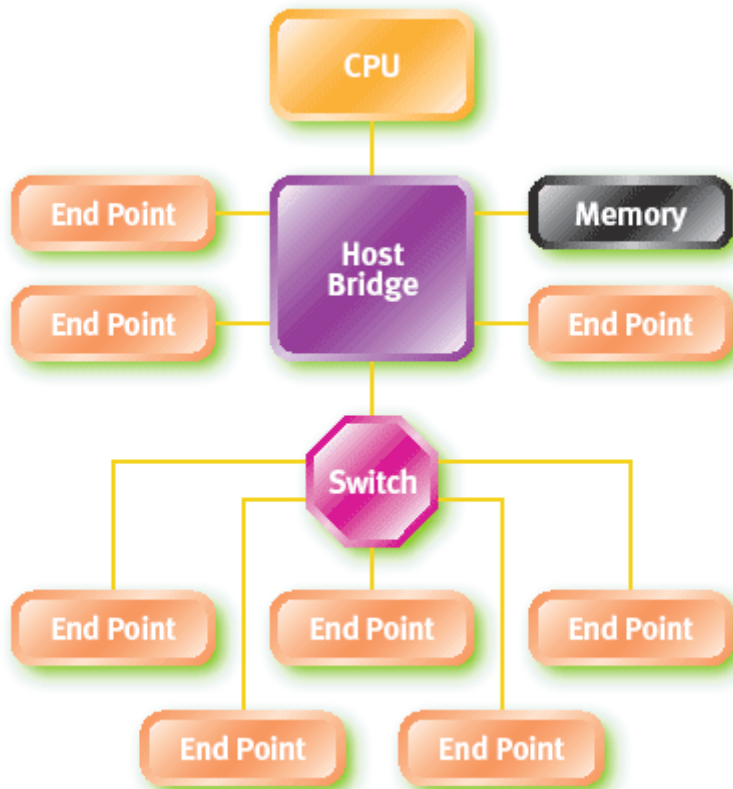 CPU
End Point
Memory
Host
Bridge
End Point
End Point
Switch
End Point
End Point
End Point
End Point
End Point